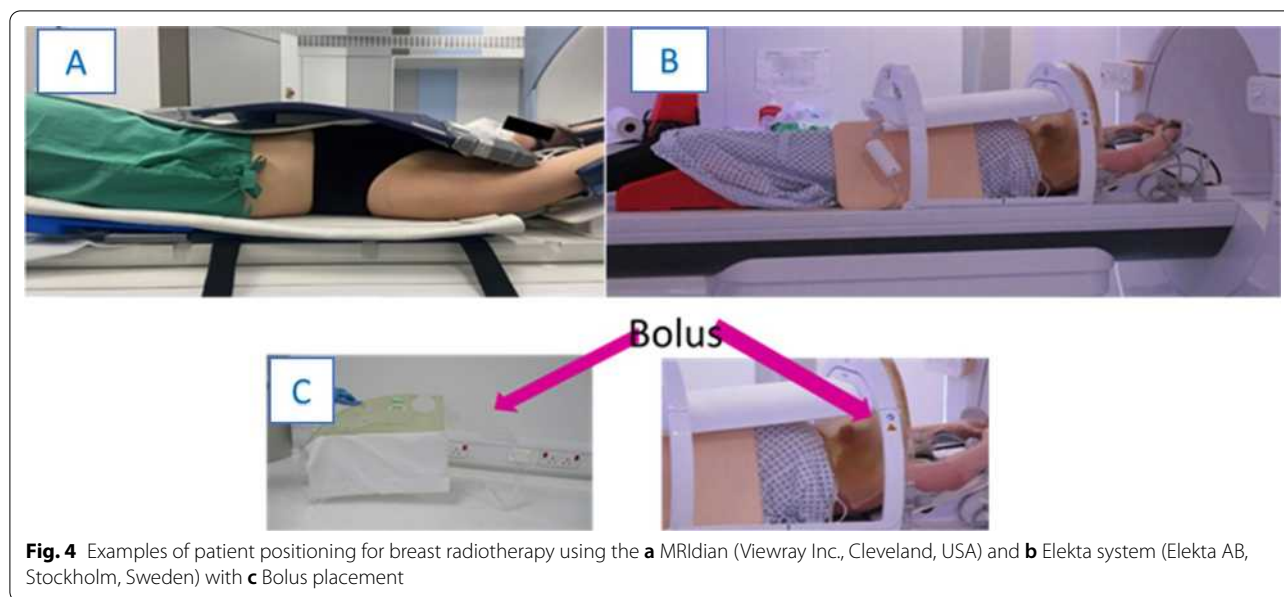 A
B
Bolus
C
Fig. 4 Examples of patient positioning for breast radiotherapy using the a MRIdian (Viewray Inc., Cleveland, USA) and b Elekta system (Elekta AB,
Stockholm, Sweden) with c Bolus placement